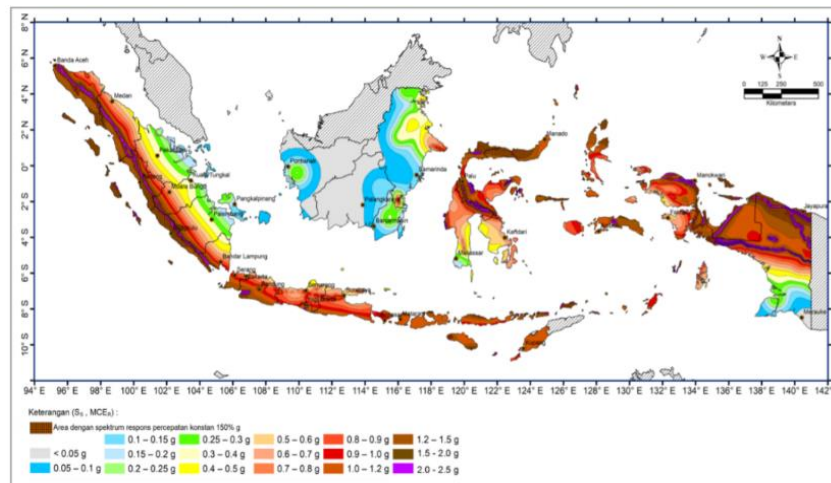 8° N
6° N
4° N
2° N
0°
2° S
4° S
6° S
8° S
10° S
Banda Aceh
Medan
Pekanbaru
Kuala Tungkal
Padang
Muara Bungo
Pangkalpinang
Palembang
Bengkulu
Bandar Lampung
Serang
Jakarta
Bandung
Semarang
Pontianak
Palangkaraya
Banjarmasin
Samarinda
Palu
Manado
Makassar
Kendari
Mataram
Kupang
Manokwari
Jayapura
Merauke
N
W E
S
0 125 250 500
Kilometers
94° E 96° E 98° E 100° E 102° E 104° E 106° E 108° E 110° E 112° E 114° E 116° E 118° E 120° E 122° E 124° E 126° E 128° E 130° E 132° E 134° E 136° E 138° E 140° E 142° E
Keterangan (S₁ , MCEᴿ) :
Area dengan spektrum respons percepatan konstan 150% g
0.1 – 0.15 g 0.25 – 0.3 g 0.5 – 0.6 g 0.8 – 0.9 g 1.2 – 1.5 g
< 0.05 g 0.15 – 0.2 g 0.3 – 0.4 g 0.6 – 0.7 g 0.9 – 1.0 g 1.5 - 2.0 g
0.05 – 0.1 g 0.2 – 0.25 g 0.4 – 0.5 g 0.7 – 0.8 g 1.0 – 1.2 g 2.0 - 2.5 g